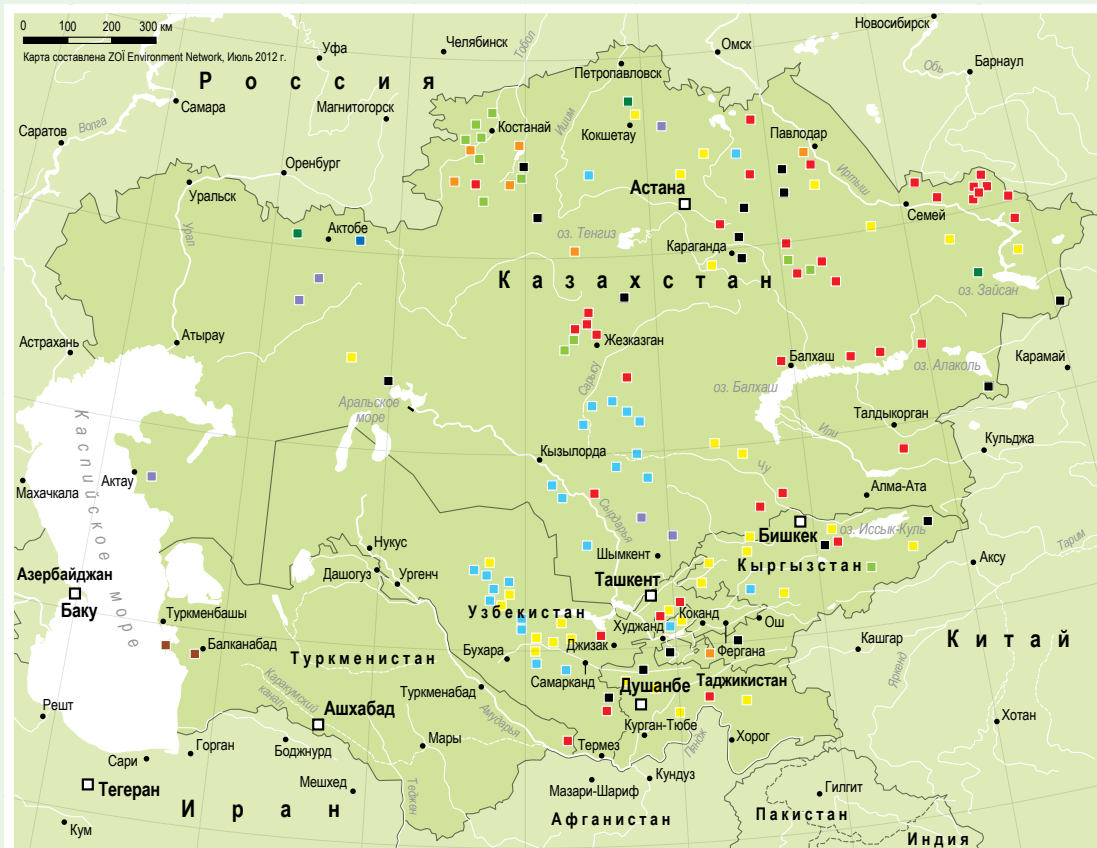 0 100 200 300 км
Карта составлена ZOÏ Environment Network, Июль 2012 г.
Россия
Уфа
Челябинск
Тобол
Новосибирск
Омск
Обь
Барнаул
Петропавловск
Самара
Магнитогорск
Волга
Саратов
Костанай
Ишим
Кокшетау
Павлодар
Оренбург
Уральск
Астана
Иртыш
Семей
Урал
Актобе
оз. Тенгиз
Караганда
Казахстан
оз. Зайсан
Атырау
Астрахань
Жезказган
Балхаш
оз. Алаколь
Карамай
Сарысу
оз. Балхаш
Аральское
море
Талдыкорган
Или
Каспийское море
Кызылорда
Чу
Кульджа
Актау
Махачкала
Алма-Ата
Сырдарья
Бишкек
оз. Иссык-Куль
Нукус
Шымкент
Тарим
Аксу
Азербайджан
Баку
Дашогуз
Ургенч
Ташкент
Кыргызстан
Туркменбашы
Узбекистан
Коканд
Ош
Балканабад
Худжанд
Китай
Туркменистан
Бухара
Джизак
Фергана
Кашгар
Самарканд
Душанбе
Таджикистан
Яркенд
Каракумский
канал
Туркменабад
Решт
Ашхабад
Амударья
Хотан
Курган-Тюбе
Горган
Боджнурд
Мары
Термез
Пяндж
Хорог
Сари
Тегеран
Мешхед
Теджен
Кундуз
Мазари-Шариф
Гилгит
Иран
Пакистан
Афганистан
Кум
Индия